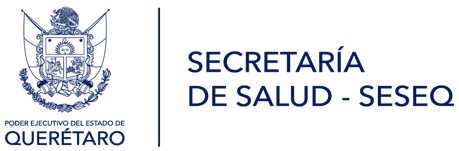 PODER EJECUTIVO DEL ESTADO DE
QUERÉTARO
SECRETARÍA
DE SALUD - SESEQ